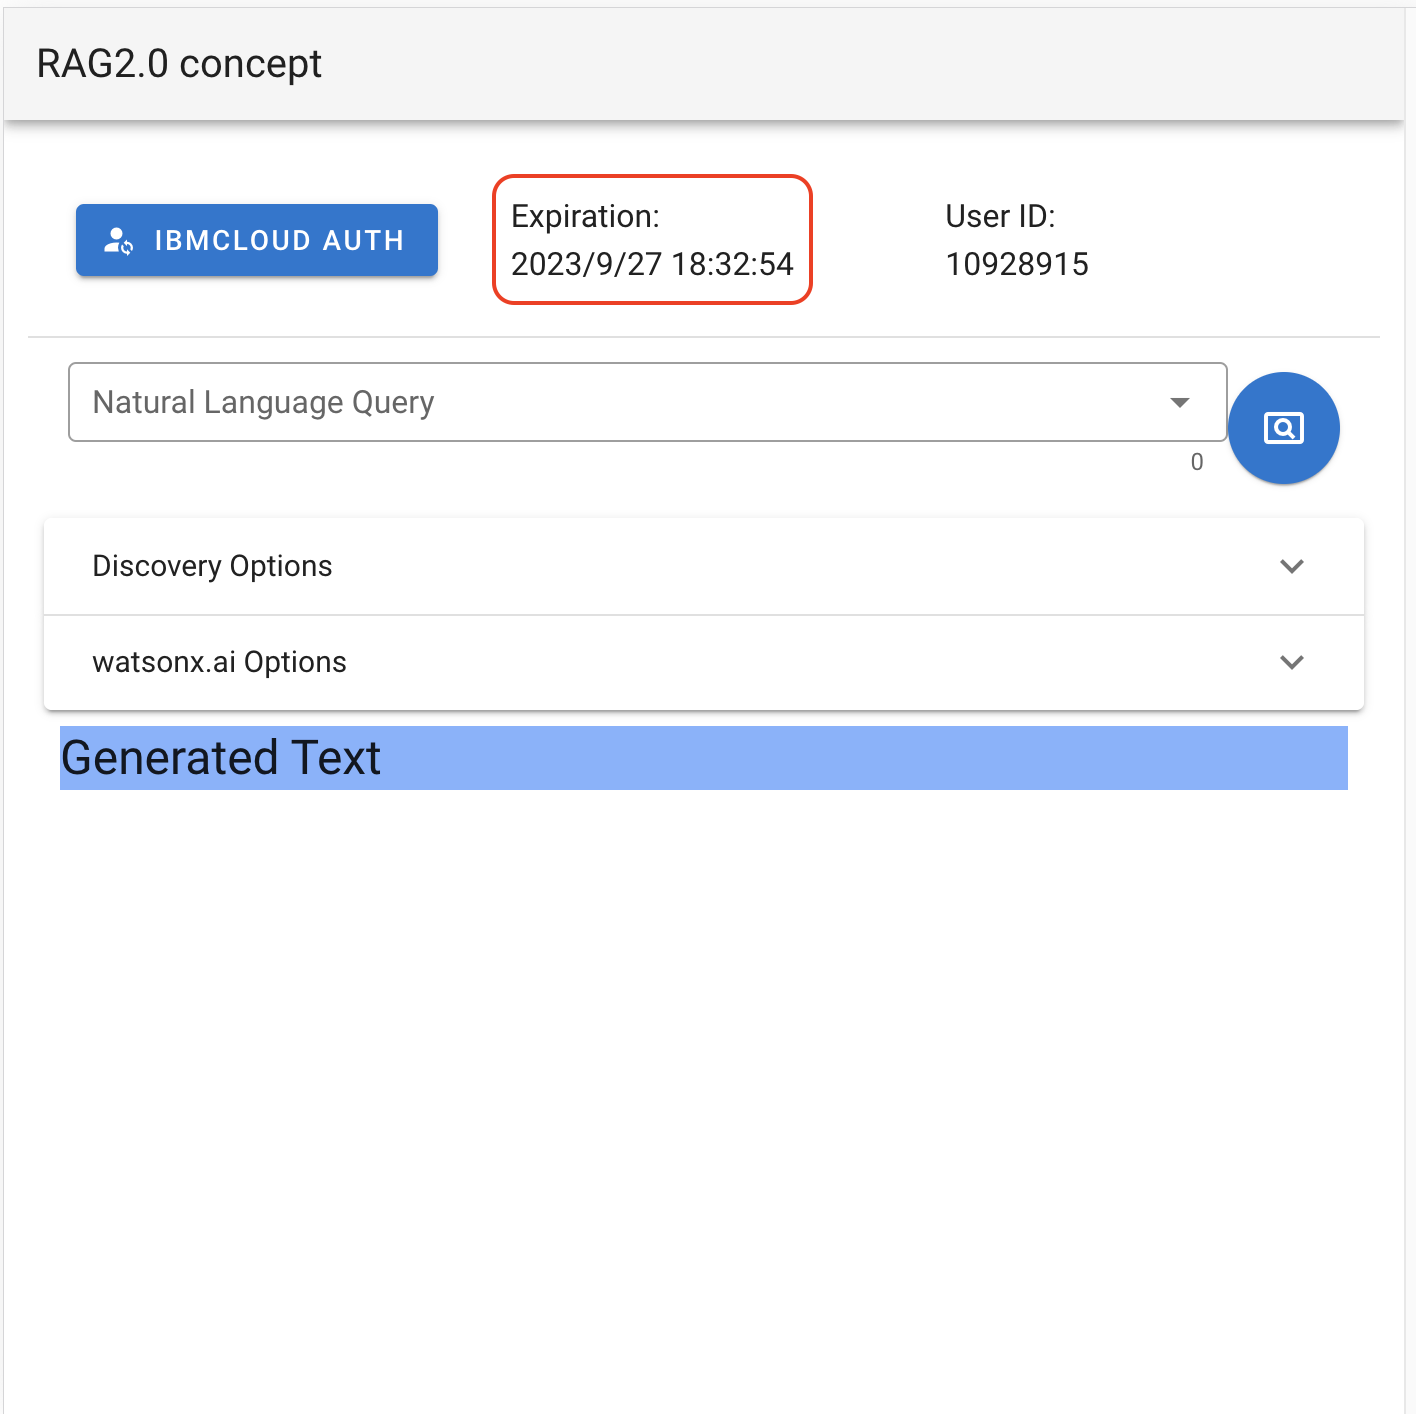 RAG2.0 concept
IBMCLOUD AUTH
Expiration:
2023/9/27 18:32:54
User ID:
10928915
Natural Language Query
0
Discovery Options
watsonx.ai Options
Generated Text